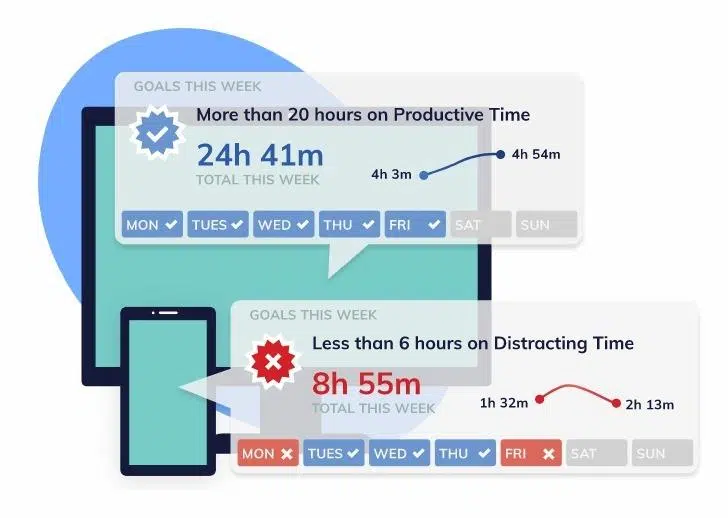 GOALS THIS WEEK
More than 20 hours on Productive Time
24h 41m
TOTAL THIS WEEK
4h 3m
4h 54m
MON TUES WED THU FRI SAT SUN
GOALS THIS WEEK
Less than 6 hours on Distracting Time
8h 55m
TOTAL THIS WEEK
1h 32m
2h 13m
MON TUES WED THU FRI SAT SUN